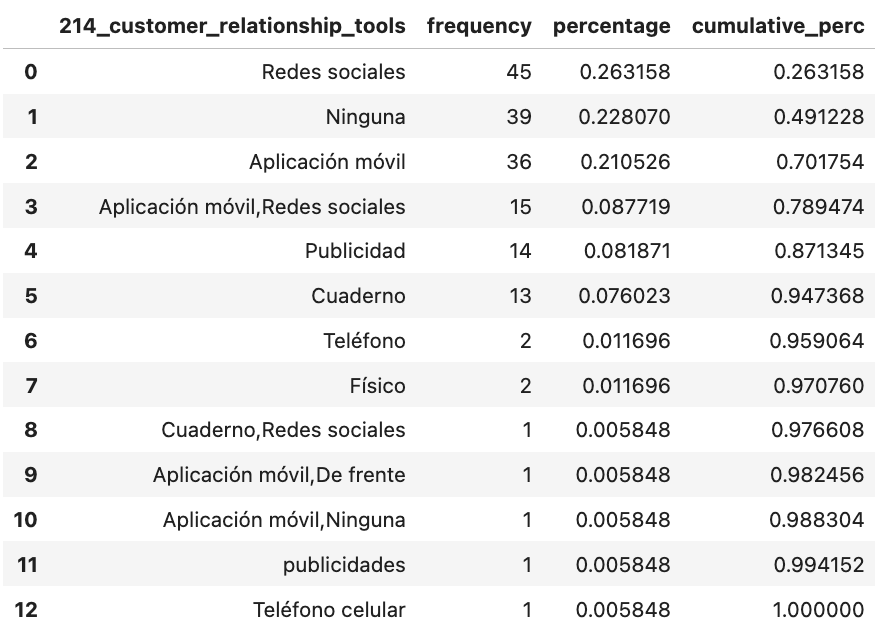 214_customer_relationship_tools frequency percentage cumulative_perc
0 Redes sociales 45 0.263158 0.263158
1 Ninguna 39 0.228070 0.491228
2 Aplicación móvil 36 0.210526 0.701754
3 Aplicación móvil,Redes sociales 15 0.087719 0.789474
4 Publicidad 14 0.081871 0.871345
5 Cuaderno 13 0.076023 0.947368
6 Teléfono 2 0.011696 0.959064
7 Físico 2 0.011696 0.970760
8 Cuaderno,Redes sociales 1 0.005848 0.976608
9 Aplicación móvil,De frente 1 0.005848 0.982456
10 Aplicación móvil,Ninguna 1 0.005848 0.988304
11 publicidades 1 0.005848 0.994152
12 Teléfono celular 1 0.005848 1.000000